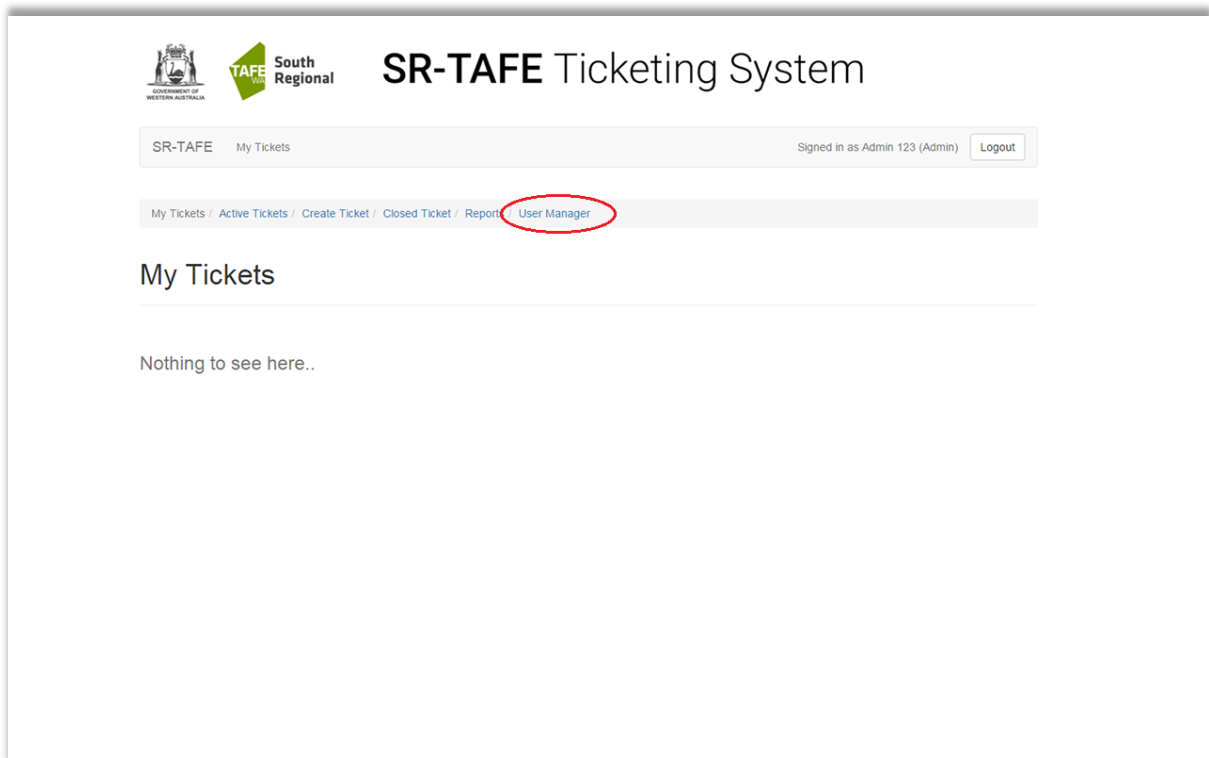 GOVERNMENT OF
WESTERN AUSTRALIA
TAFE
WA
South
Regional
SR-TAFE Ticketing System
SR-TAFE My Tickets Signed in as Admin 123 (Admin) Logout
My Tickets / Active Tickets / Create Ticket / Closed Ticket / Reports / User Manager
My Tickets
Nothing to see here..